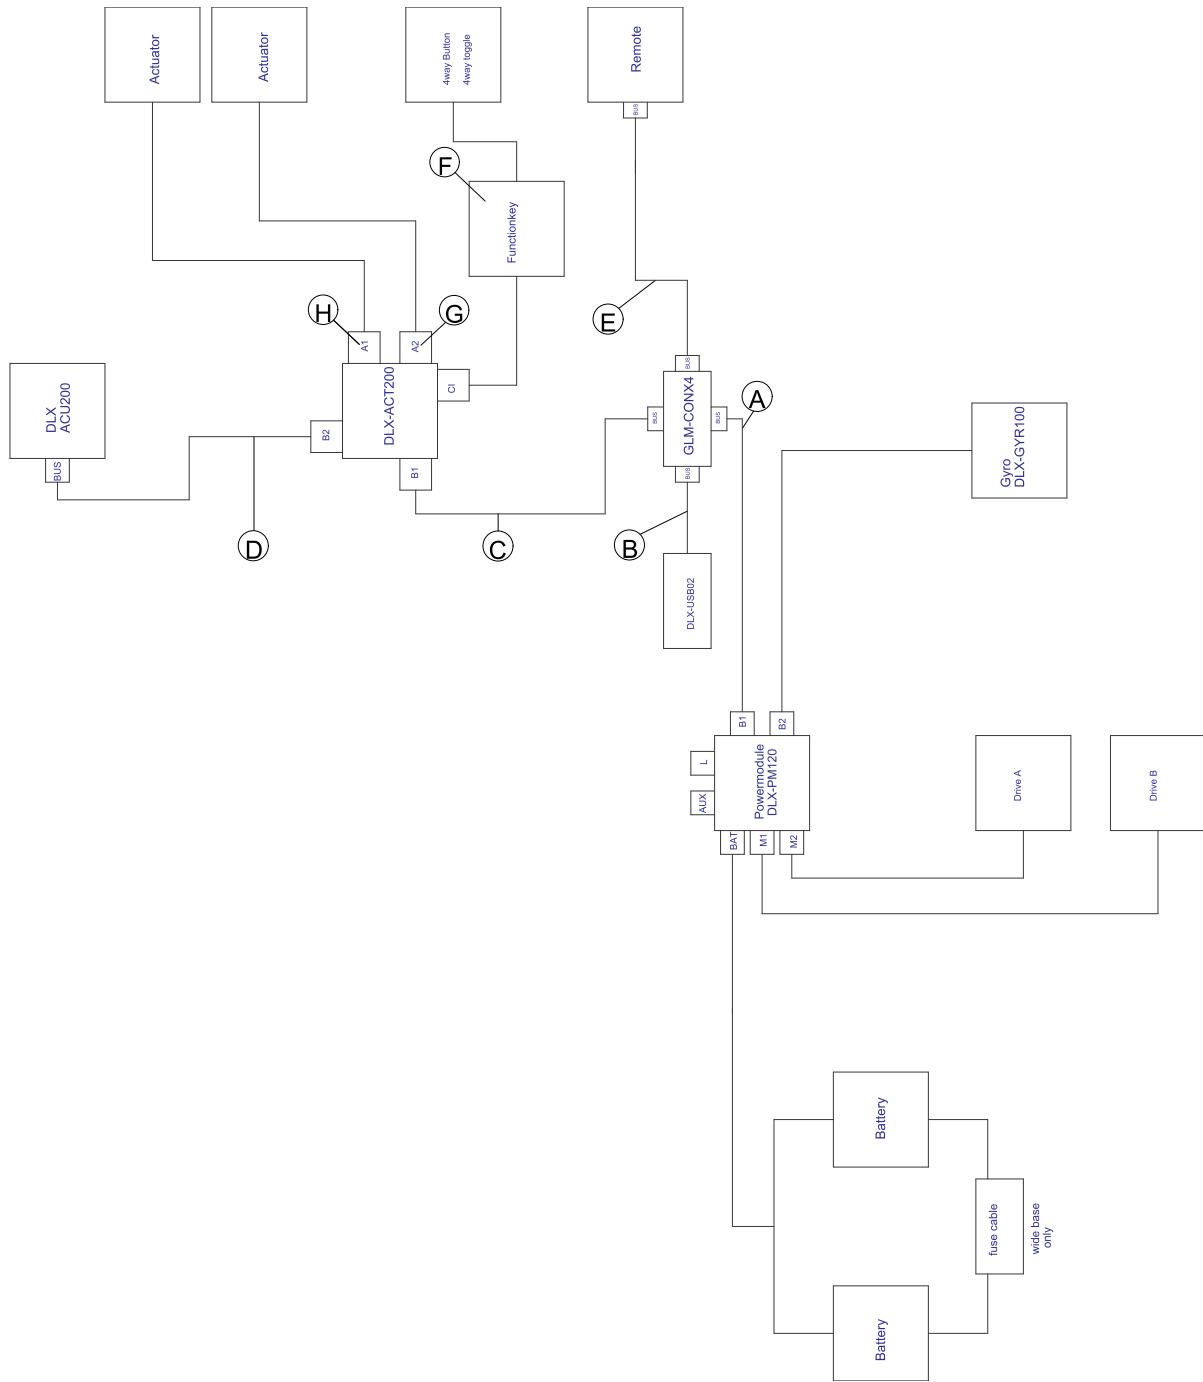 Actuator
Actuator
4way Button
4way toggle
Remote
BUS
F
Functionkey
H
G
E
A1
A2
CI
DLX
ACU200
BUS
DLX-ACT200
B2
B1
BUS
BUS
GLM-CONX4
BUS
BUS
A
Gyro
DLX-GYR100
D
C
B
DLX-USB02
B1
B2
L
AUX
Powermodule
DLX-PM120
BAT
M1
M2
Drive A
Drive B
Battery
fuse cable
wide base
only
Battery